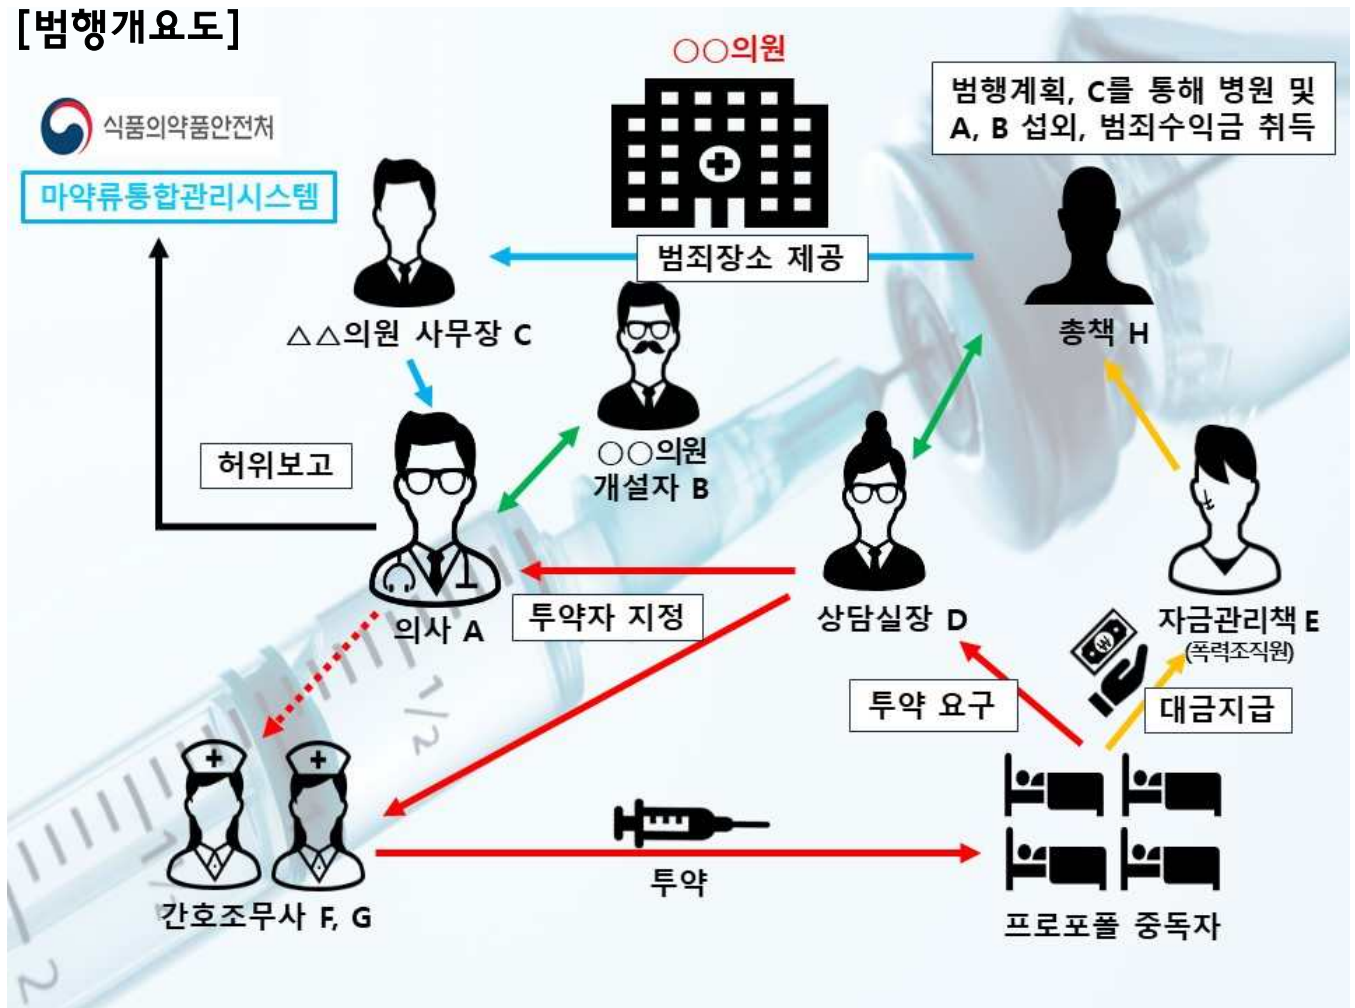 [범행개요도]
○○의원
범행계획, C를 통해 병원 및
A, B 섭외, 범죄수익금 취득
식품의약품안전처
마약류통합관리시스템
범죄장소 제공
△△의원 사무장 C
총책 H
허위보고
○○의원
개설자 B
의사 A
투약자 지정
상담실장 D
자금관리책 E
(폭력조직원)
투약 요구
대금지급
투약
간호조무사 F, G
프로포폴 중독자
1/2
1/2
2